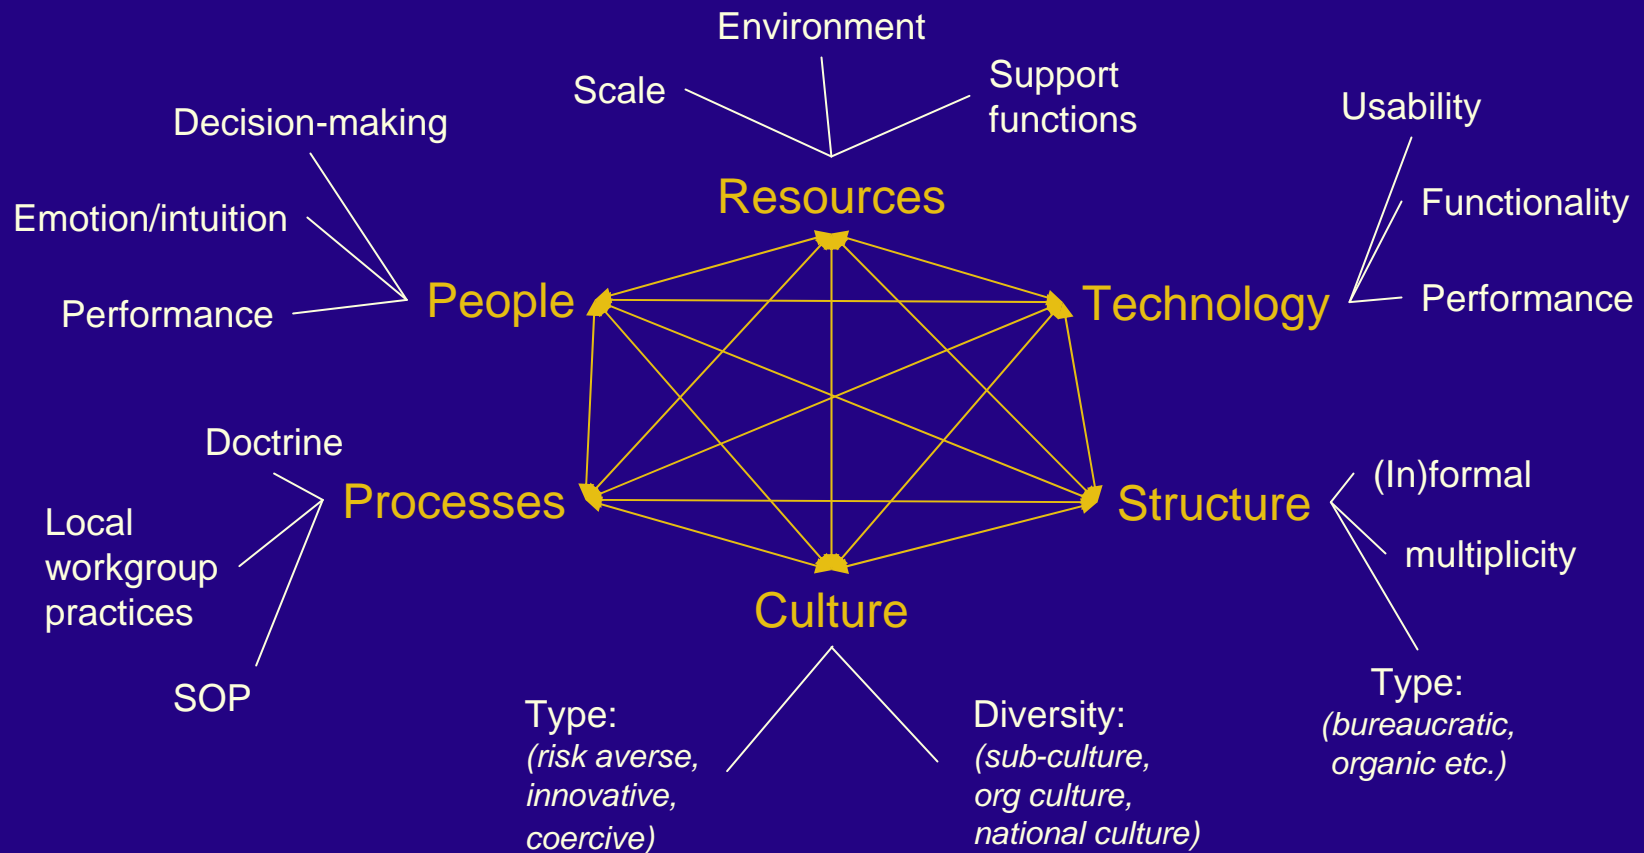 Environment
Scale
Support
functions
Usability
Decision-making
Resources
Functionality
Emotion/intuition
People
Technology
Performance
Performance
Doctrine
Processes
Structure
(In)formal
Local
workgroup
practices
multiplicity
Culture
SOP
Type:
(risk averse,
innovative,
coercive)
Diversity:
(sub-culture,
org culture,
national culture)
Type:
(bureaucratic,
organic etc.)